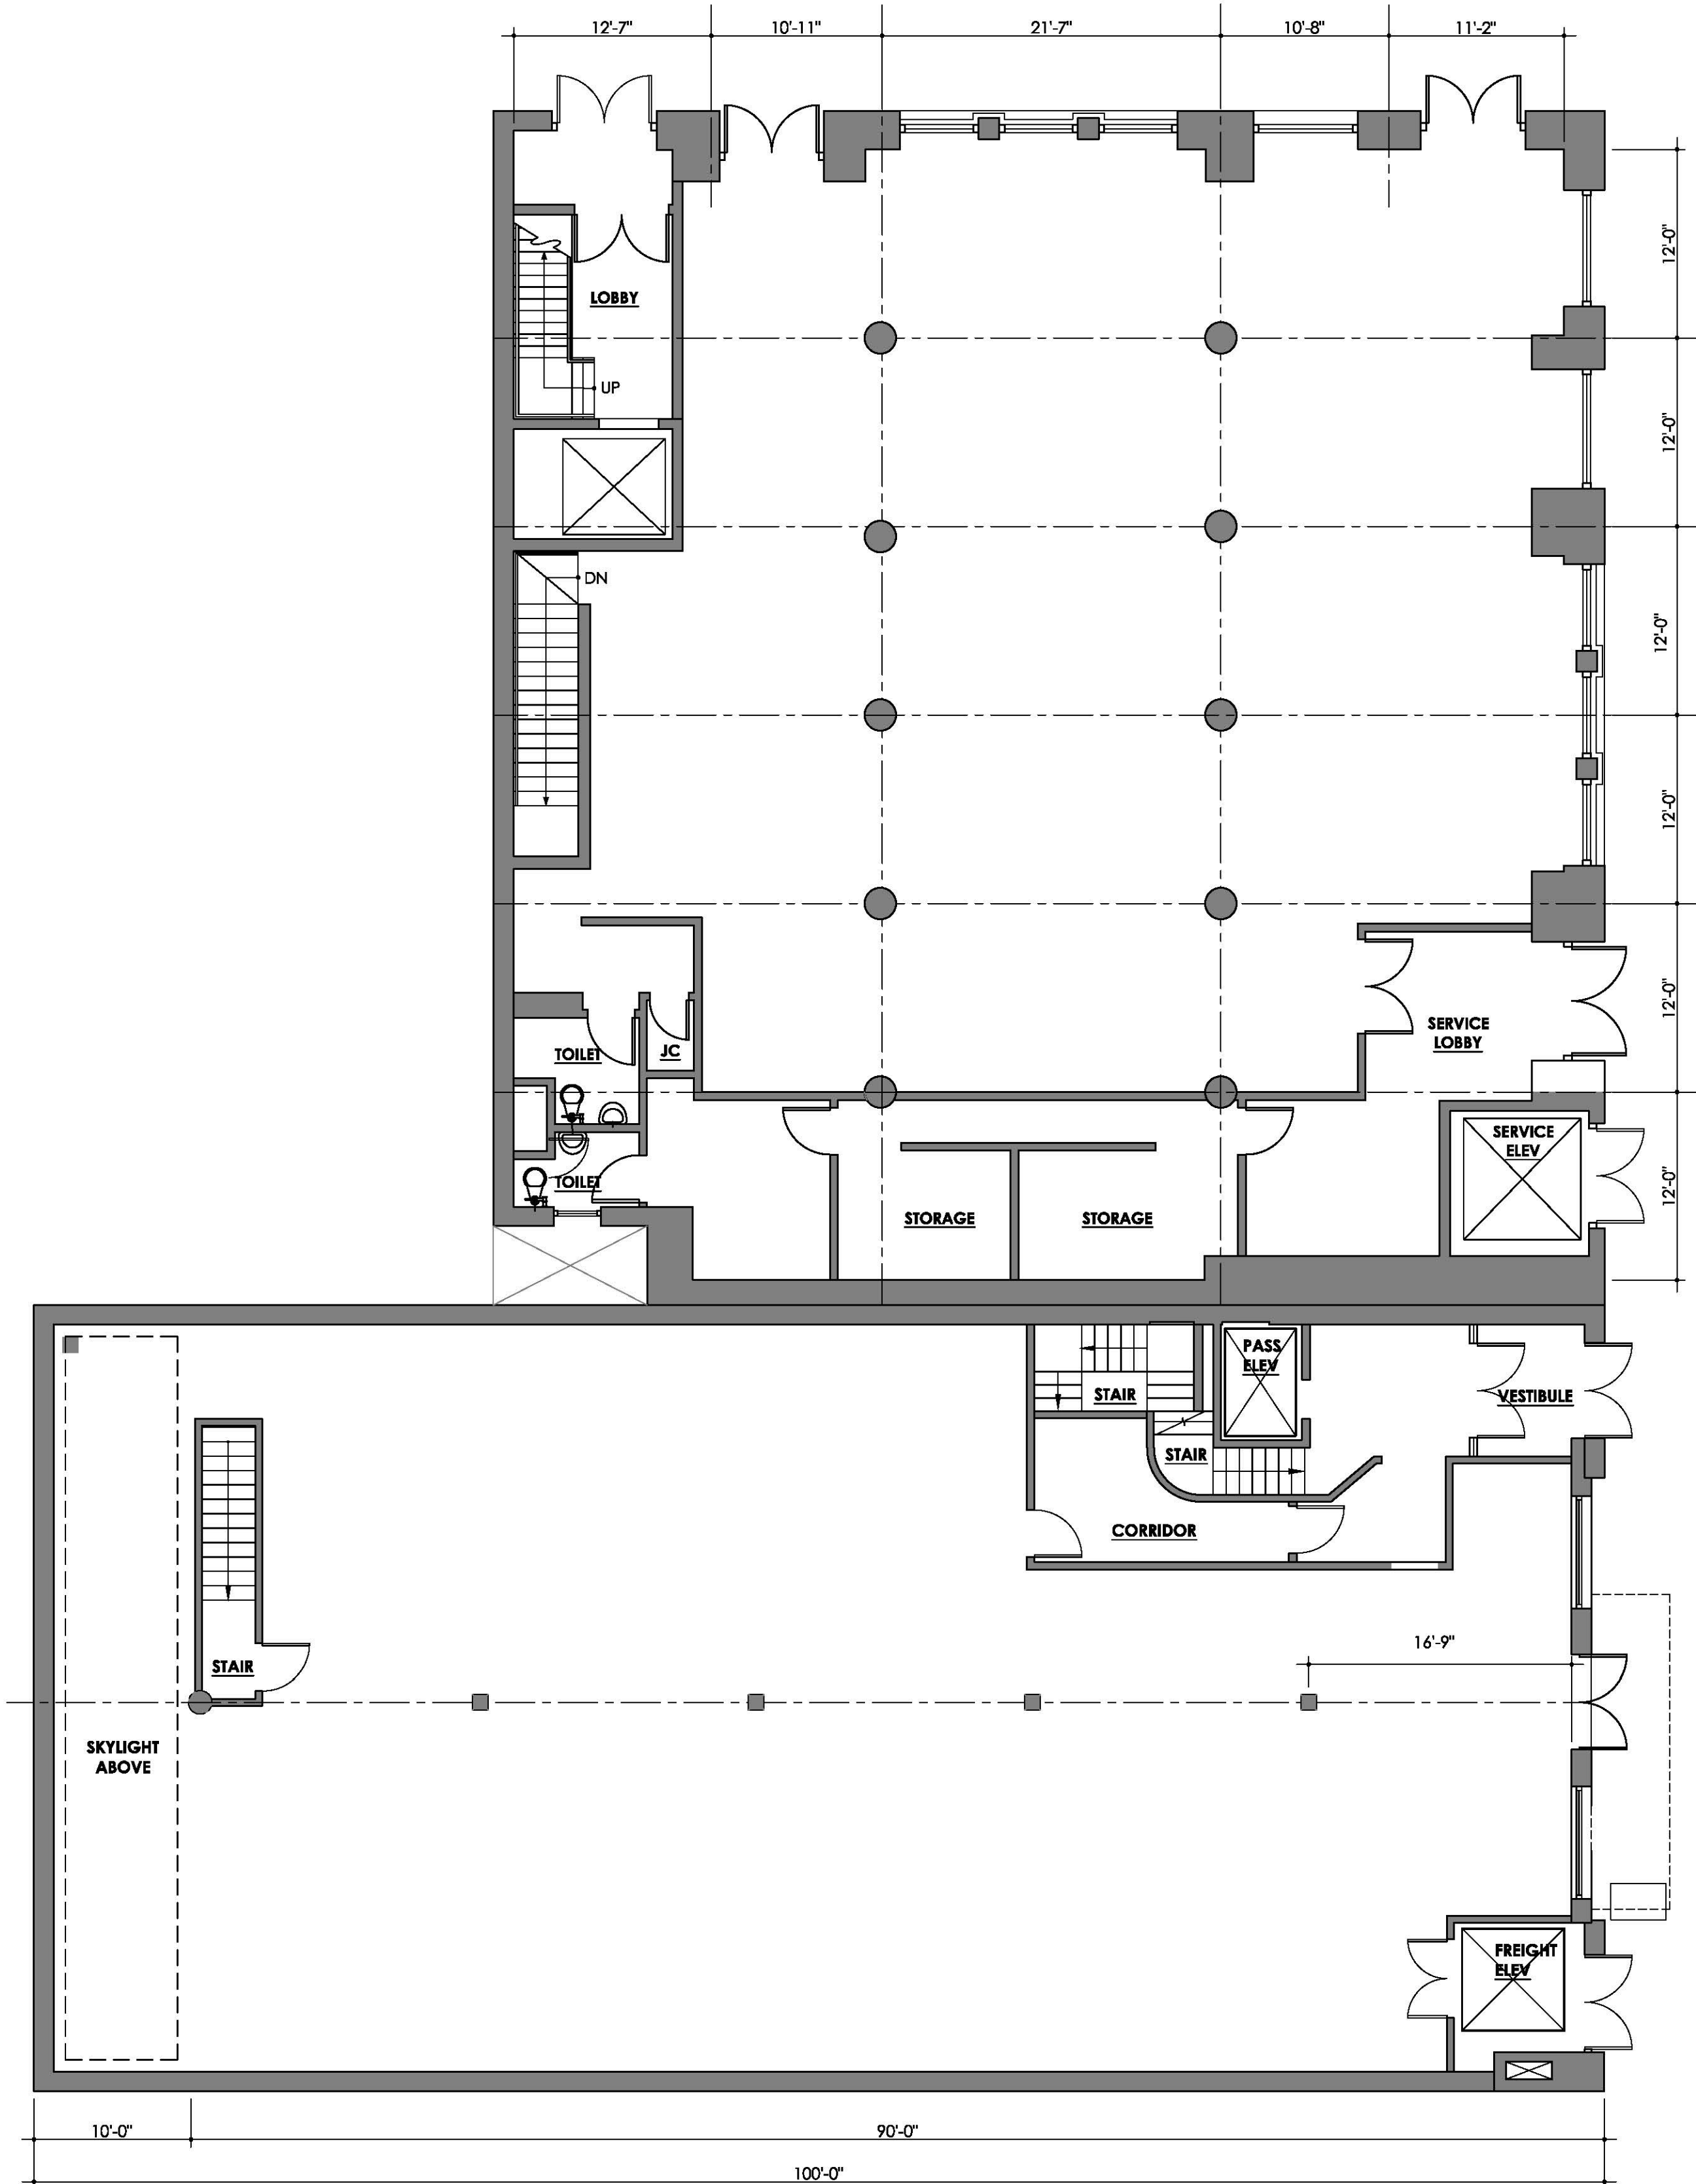 12'-7"
10'-11"
21'-7"
10'-8"
11'-2"
12'-0"
LOBBY
UP
12'-0"
DN
12'-0"
12'-0"
12'-0"
SERVICE
LOBBY
TOILET
JC
SERVICE
ELEV
12'-0"
TOILET
STORAGE
STORAGE
PASS
ELEV
STAIR
VESTIBULE
STAIR
CORRIDOR
16'-9"
STAIR
SKYLIGHT
ABOVE
FREIGHT
ELEV
10'-0"
90'-0"
100'-0"